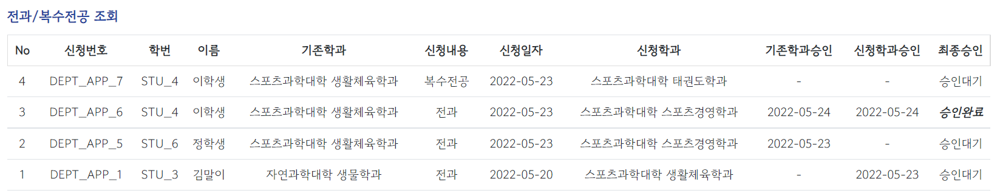 전과/복수전공 조회
No 신청번호 학번 이름 기존학과 신청내용 신청일자 신청학과 기존학과승인 신청학과승인 최종승인
4 DEPT_APP_7 STU_4 이학생 스포츠과학대학 생활체육학과 복수전공 2022-05-23 스포츠과학대학 태권도학과 - - 승인대기
3 DEPT_APP_6 STU_4 이학생 스포츠과학대학 생활체육학과 전과 2022-05-23 스포츠과학대학 스포츠경영학과 2022-05-24 2022-05-24 승인완료
2 DEPT_APP_5 STU_6 정학생 스포츠과학대학 생활체육학과 전과 2022-05-23 스포츠과학대학 스포츠경영학과 2022-05-23 - 승인대기
1 DEPT_APP_1 STU_3 김말이 자연과학대학 생물학과 전과 2022-05-20 스포츠과학대학 생활체육학과 - 2022-05-23 승인대기